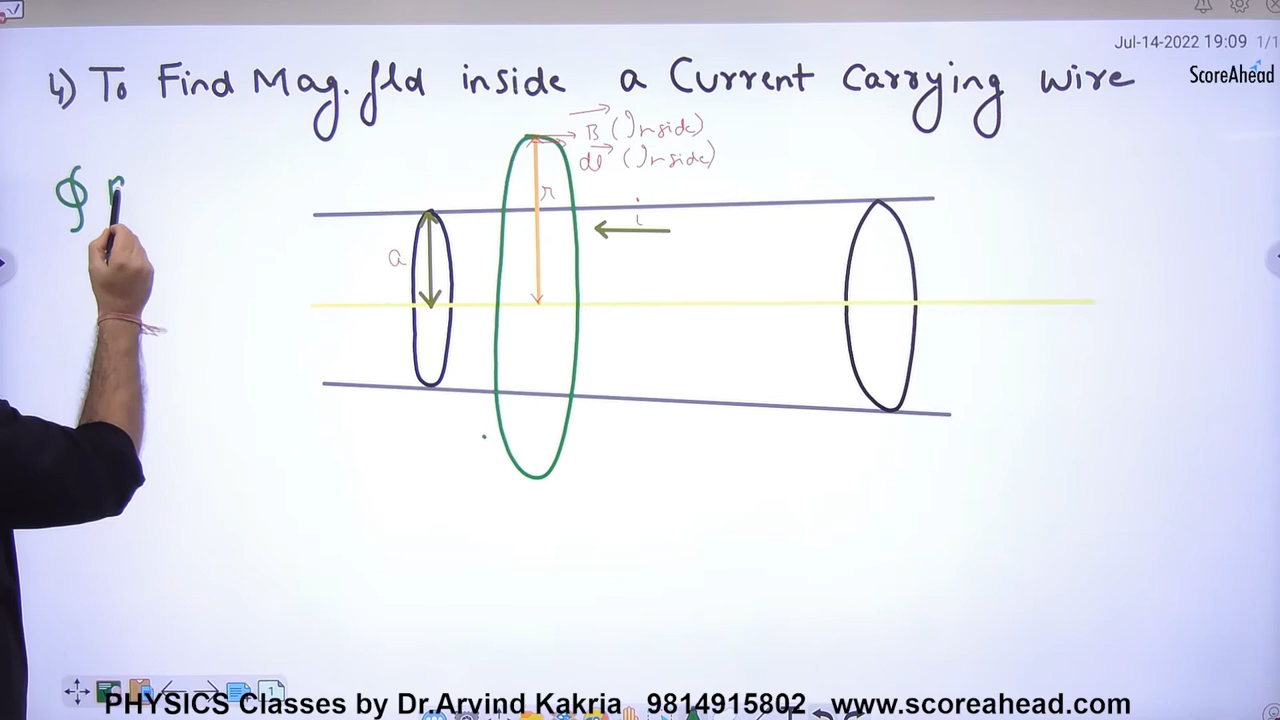 Jul-14-2022 19:09 1/1
ScoreAhead
4) To Find Mag. fld inside a Current Carrying wire
B (Inside)
dl (Inside)
∮
r
i
a
1
PHYSICS Classes by Dr.Arvind Kakria 9814915802 www.scoreahead.com